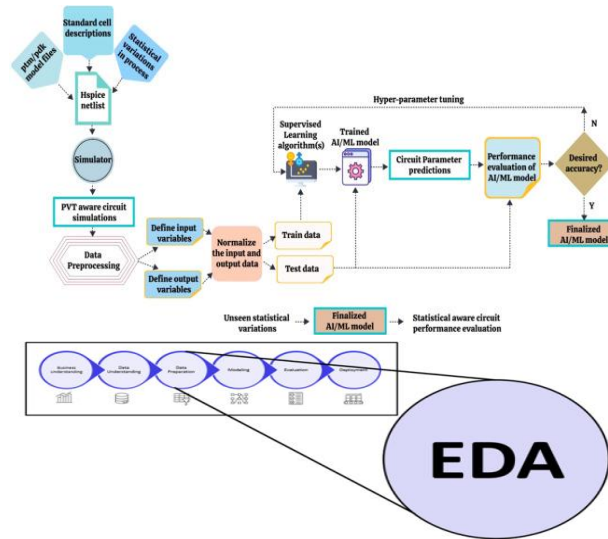 Standard cell
descriptions
ptm/pdk
model files
Statistical
variations
in process
Hspice
netlist
Simulator
PVT aware circuit
simulations
Data
Preprocessing
Define input
variables
Define output
variables
Normalize
the input and
output data
Train data
Test data
Hyper-parameter tuning
Supervised
Learning
algorithm(s)
Trained
AI/ML model
Circuit Parameter
predictions
Performance
evaluation of
AI/ML model
Desired
accuracy?
N
Y
Finalized
AI/ML model
Unseen statistical
variations
Finalized
AI/ML model
Statistical aware circuit
performance evaluation
Business
Understanding
Data
Understanding
Data
Preparation
Modeling
Evaluation
Deployment
EDA